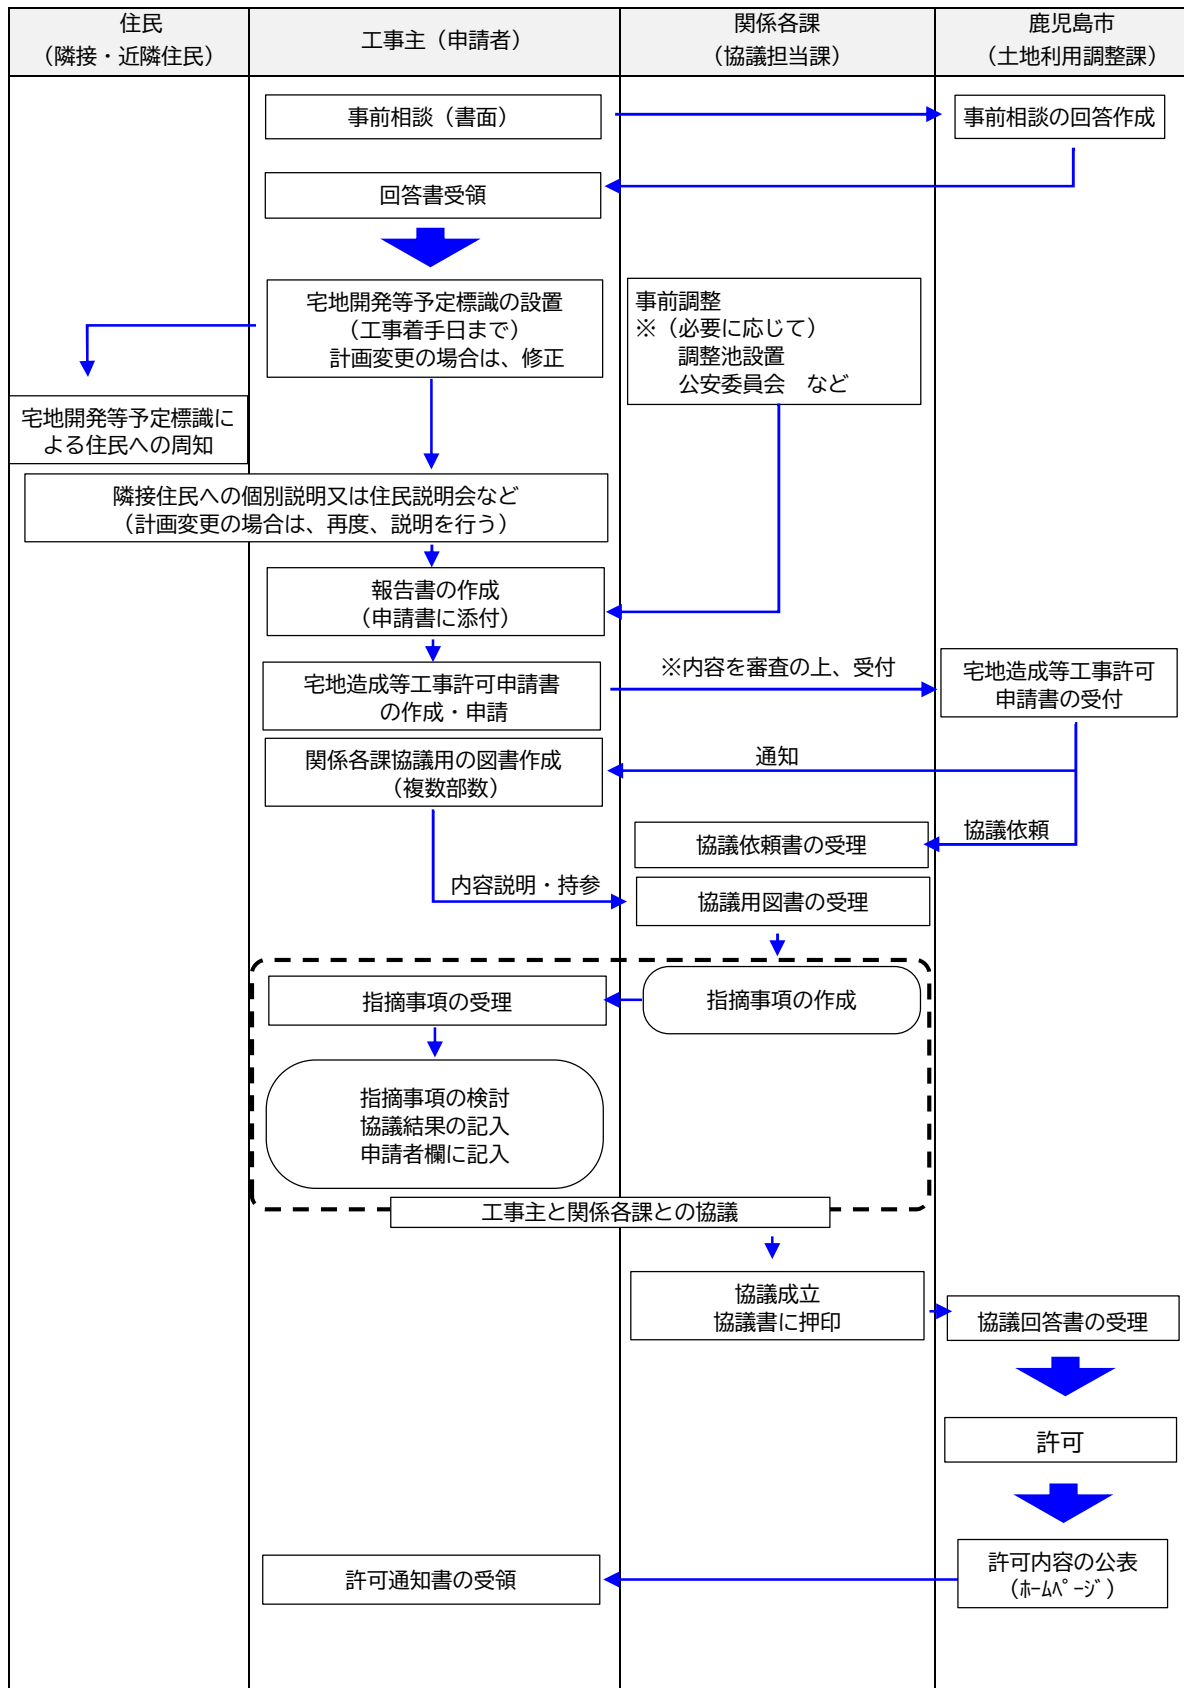 住民
（隣接・近隣住民）
工事主（申請者）
関係各課
（協議担当課）
鹿児島市
（土地利用調整課）
事前相談（書面）
事前相談の回答作成
回答書受領
宅地開発等予定標識の設置
（工事着手日まで）
計画変更の場合は、修正
事前調整
※（必要に応じて）
調整池設置
公安委員会　など
宅地開発等予定標識に
よる住民への周知
隣接住民への個別説明又は住民説明会など
（計画変更の場合は、再度、説明を行う）
報告書の作成
（申請書に添付）
宅地造成等工事許可申請書
の作成・申請
※内容を審査の上、受付
宅地造成等工事許可
申請書の受付
関係各課協議用の図書作成
（複数部数）
通知
協議依頼書の受理
協議依頼
内容説明・持参
協議用図書の受理
指摘事項の受理
指摘事項の作成
指摘事項の検討
協議結果の記入
申請者欄に記入
工事主と関係各課との協議
協議成立
協議書に押印
協議回答書の受理
許可
許可内容の公表
（ﾎｰﾑﾍﾟｰｼﾞ）
許可通知書の受領